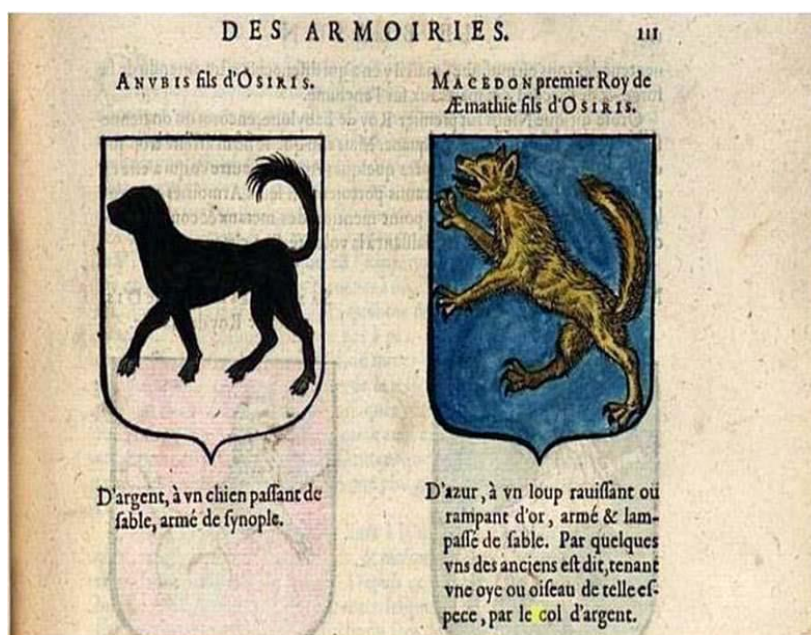 DES ARMOIRIES. 111
ANVBIS fils d'OSIRIS.
D'argent, à vn chien paſſant de
ſable, armé de ſynople.
MACEDON premier Roy de
Æmathie fils d'OSIRIS.
D'azur, à vn loup rauiſſant ou
rampant d'or, armé & lam-
paſſé de ſable. Par quelques
vns des anciens eſt dit, tenant
vne oye ou oiſeau de telle eſ-
pece, par le col d'argent.